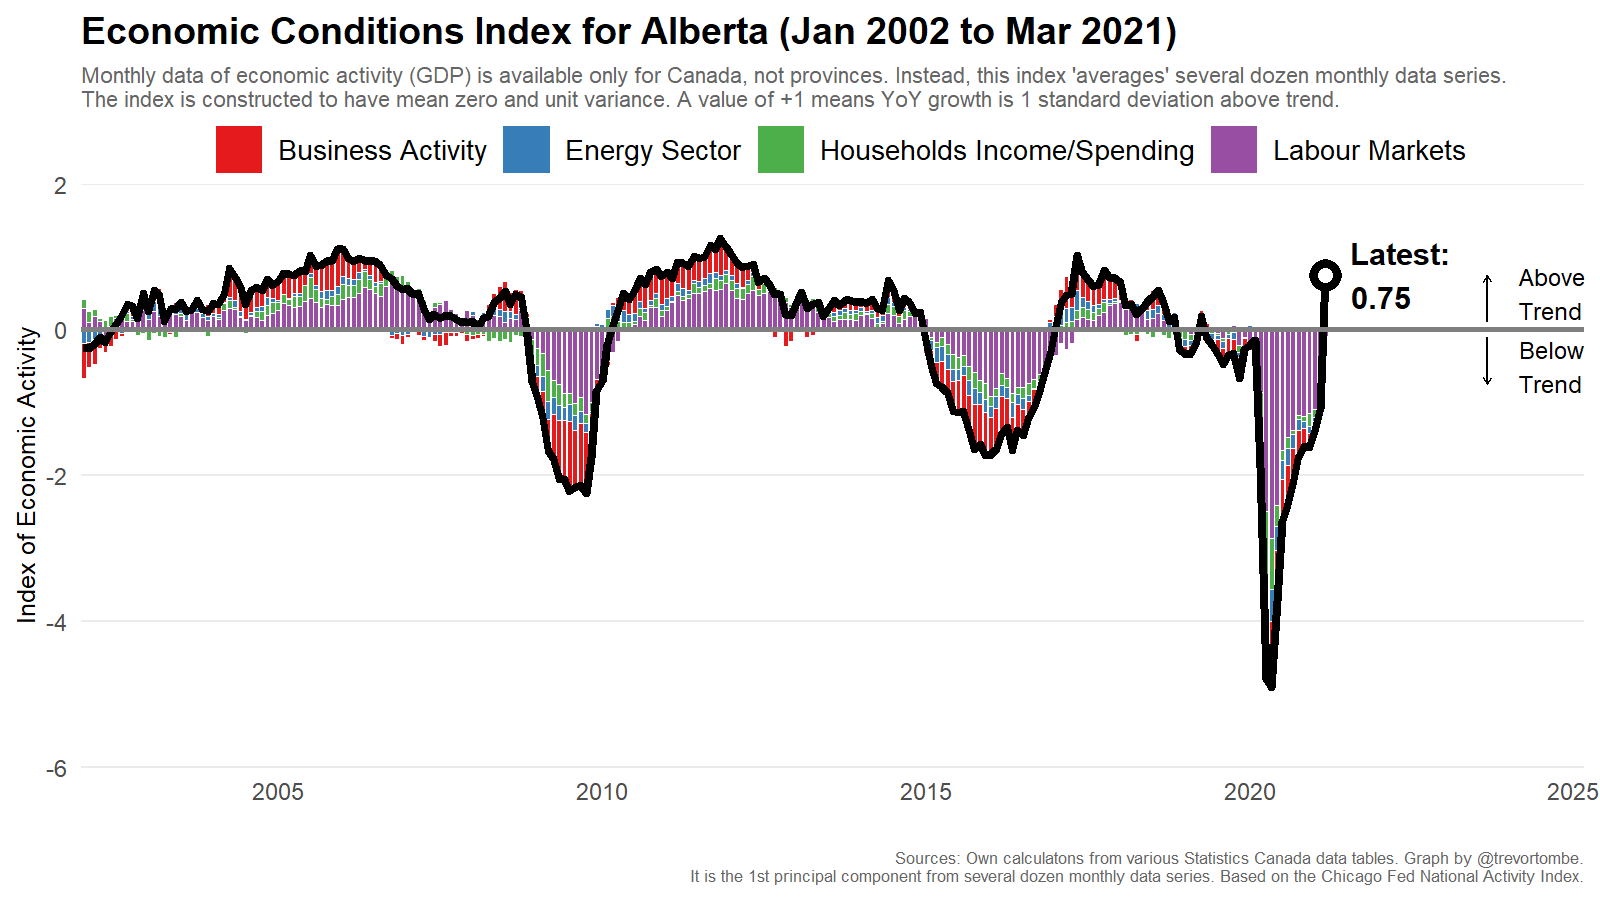 Economic Conditions Index for Alberta (Jan 2002 to Mar 2021)
Monthly data of economic activity (GDP) is available only for Canada, not provinces. Instead, this index 'averages' several dozen monthly data series.
The index is constructed to have mean zero and unit variance. A value of +1 means YoY growth is 1 standard deviation above trend.
Business Activity Energy Sector Households Income/Spending Labour Markets
2
0
-2
-4
-6
Index of Economic Activity
Latest:
0.75
Above
Trend
Below
Trend
2005 2010 2015 2020 2025
Sources: Own calculatons from various Statistics Canada data tables. Graph by @trevortombe.
It is the 1st principal component from several dozen monthly data series. Based on the Chicago Fed National Activity Index.